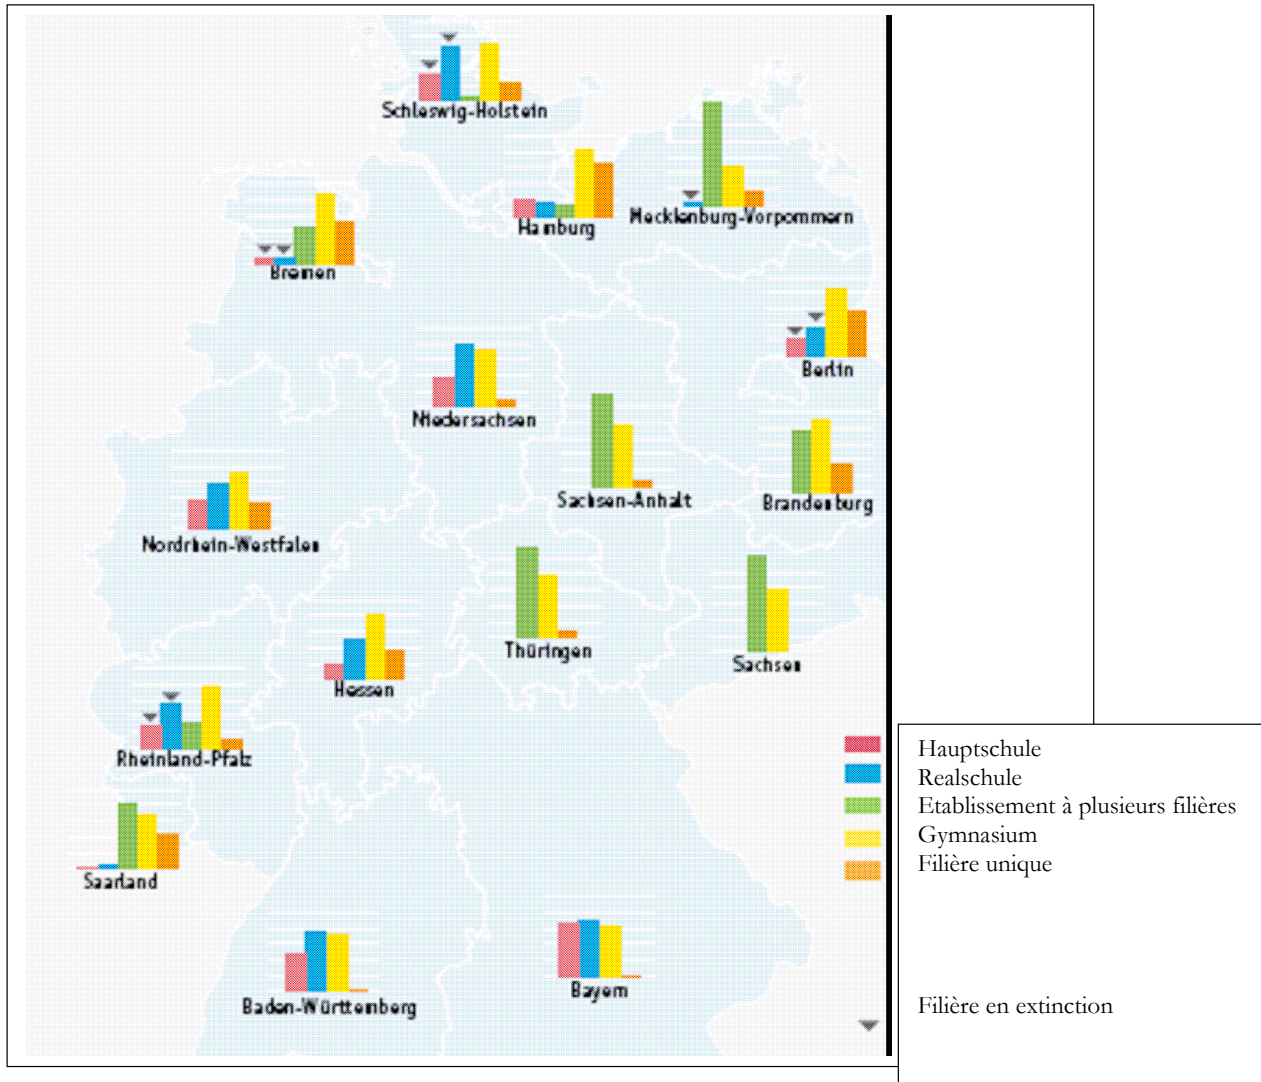 Schleswig-Holstein
Mecklenburg-Vorpommern
Hamburg
Bremen
Berlin
Niedersachsen
Sachsen-Anhalt
Brandenburg
Nordrhein-Westfalen
Thüringen
Sachsen
Hessen
Rheinland-Pfalz
Saarland
Baden-Württemberg
Bayern
Hauptschule
Realschule
Etablissement à plusieurs filières
Gymnasium
Filière unique
Filière en extinction